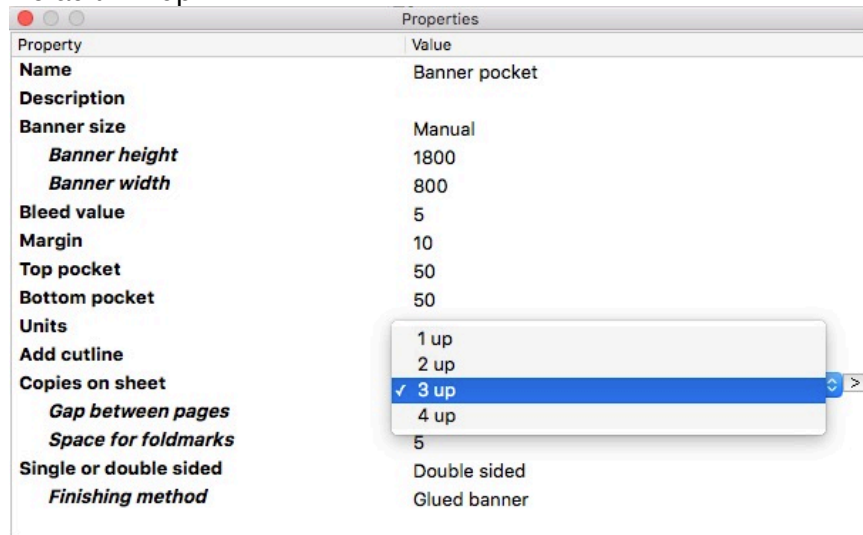 Properties
Property Value
Name Banner pocket
Description
Banner size Manual
Banner height 1800
Banner width 800
Bleed value 5
Margin 10
Top pocket 50
Bottom pocket 50
Units
1 up
Add cutline
2 up
Copies on sheet ✓ 3 up >
Gap between pages 4 up
Space for foldmarks 5
Single or double sided Double sided
Finishing method Glued banner